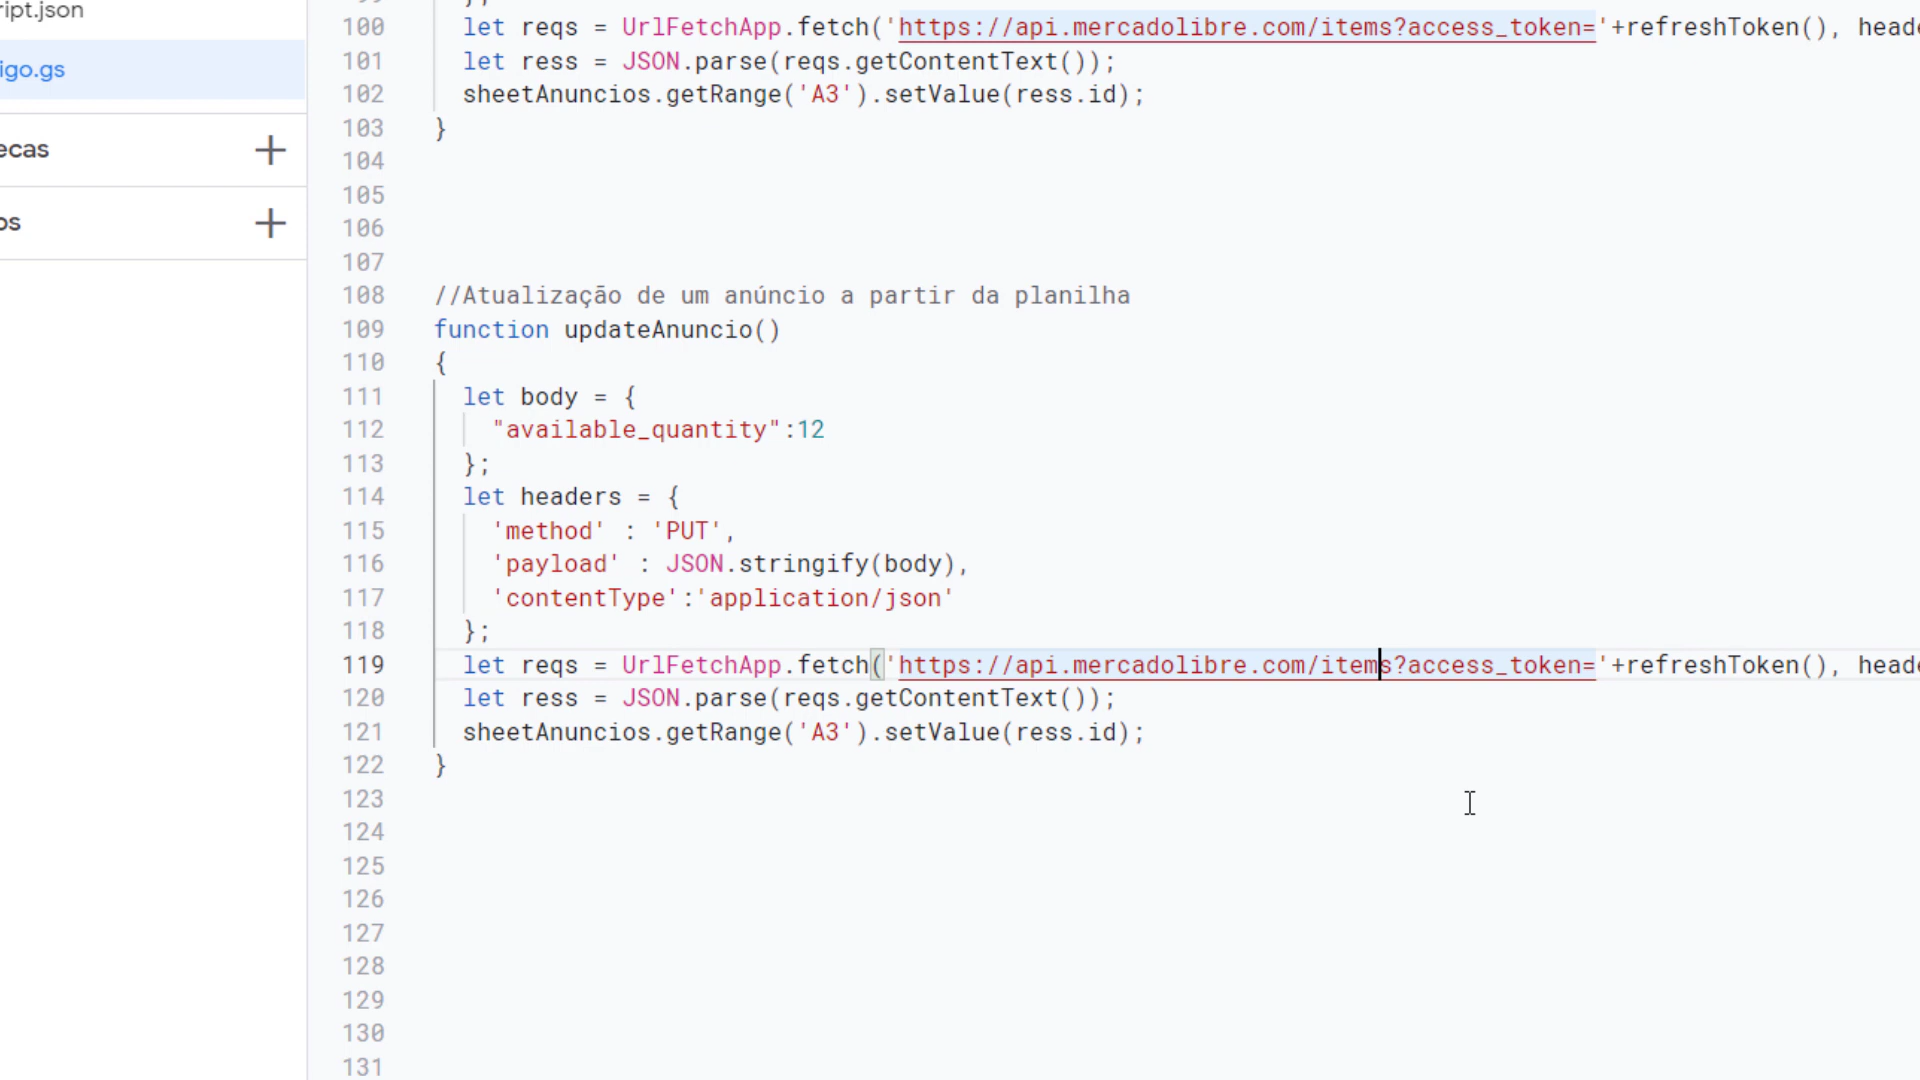 ript.json
igo.gs
ecas
os
100 let reqs = UrlFetchApp.fetch('https://api.mercadolibre.com/items?access_token='+refreshToken(), heade
101 let ress = JSON.parse(reqs.getContentText());
102 sheetAnuncios.getRange('A3').setValue(ress.id);
103 }
104
105
106
107
108 //Atualização de um anúncio a partir da planilha
109 function updateAnuncio()
110 {
111 let body = {
112 "available_quantity":12
113 };
114 let headers = {
115 'method' : 'PUT',
116 'payload' : JSON.stringify(body),
117 'contentType':'application/json'
118 };
119 let reqs = UrlFetchApp.fetch('https://api.mercadolibre.com/items?access_token='+refreshToken(), heade
120 let ress = JSON.parse(reqs.getContentText());
121 sheetAnuncios.getRange('A3').setValue(ress.id);
122 }
123
124
125
126
127
128
129
130
131